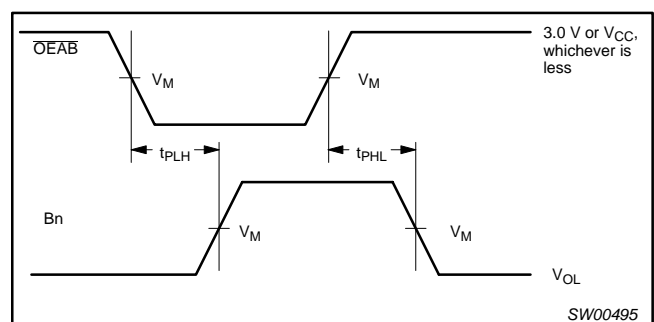 OEAB
3.0 V or VCC,
whichever is
less
VM
VM
tPLH
tPHL
Bn
VM
VM
VOL
SW00495